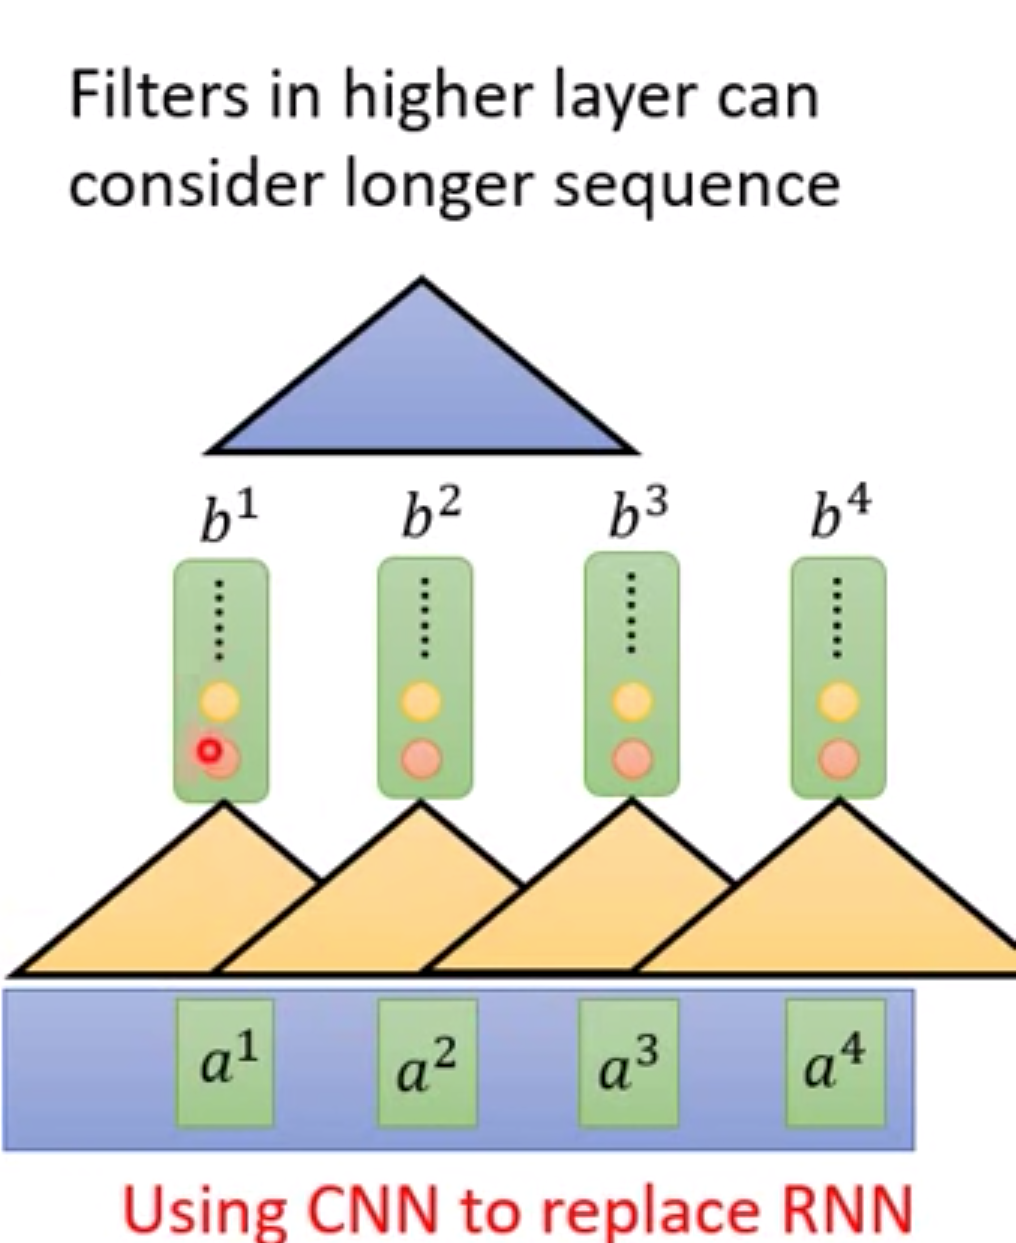 Filters in higher layer can
consider longer sequence
b¹ b² b³ b⁴
a¹ a² a³ a⁴
Using CNN to replace RNN